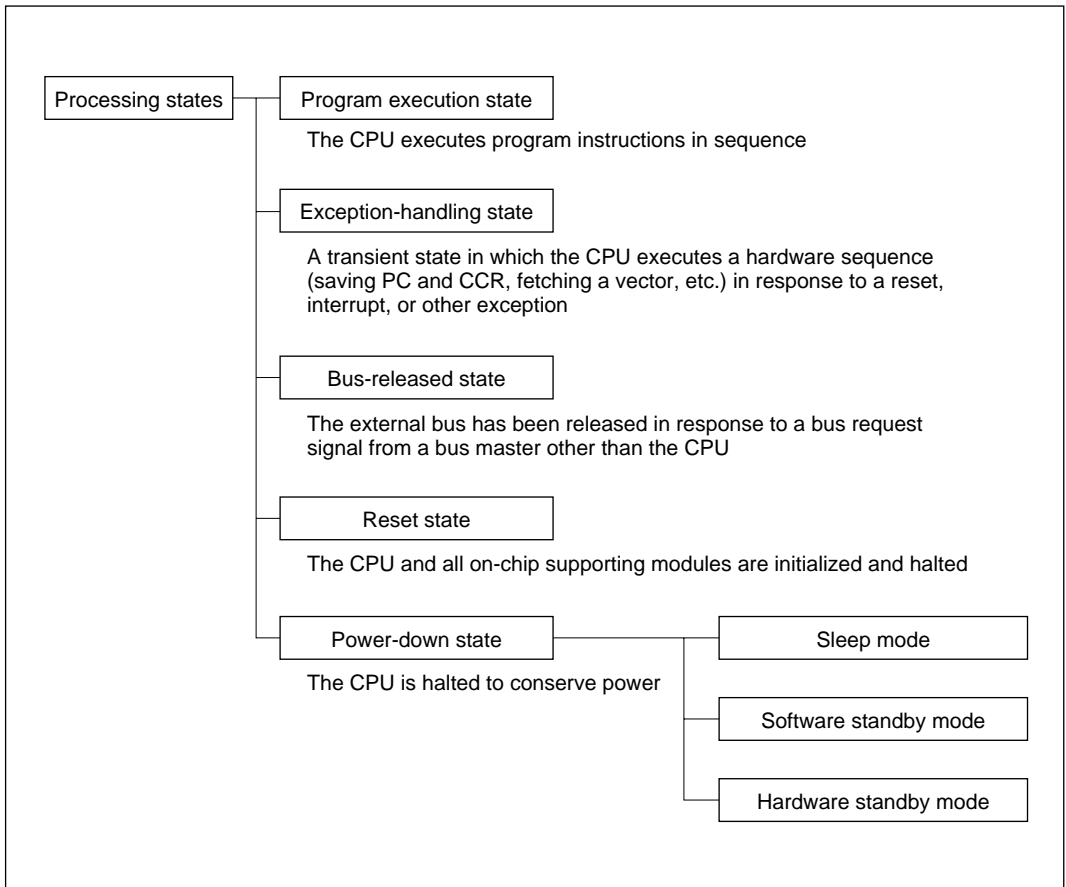 Processing states
Program execution state
The CPU executes program instructions in sequence
Exception-handling state
A transient state in which the CPU executes a hardware sequence
(saving PC and CCR, fetching a vector, etc.) in response to a reset,
interrupt, or other exception
Bus-released state
The external bus has been released in response to a bus request
signal from a bus master other than the CPU
Reset state
The CPU and all on-chip supporting modules are initialized and halted
Power-down state
The CPU is halted to conserve power
Sleep mode
Software standby mode
Hardware standby mode